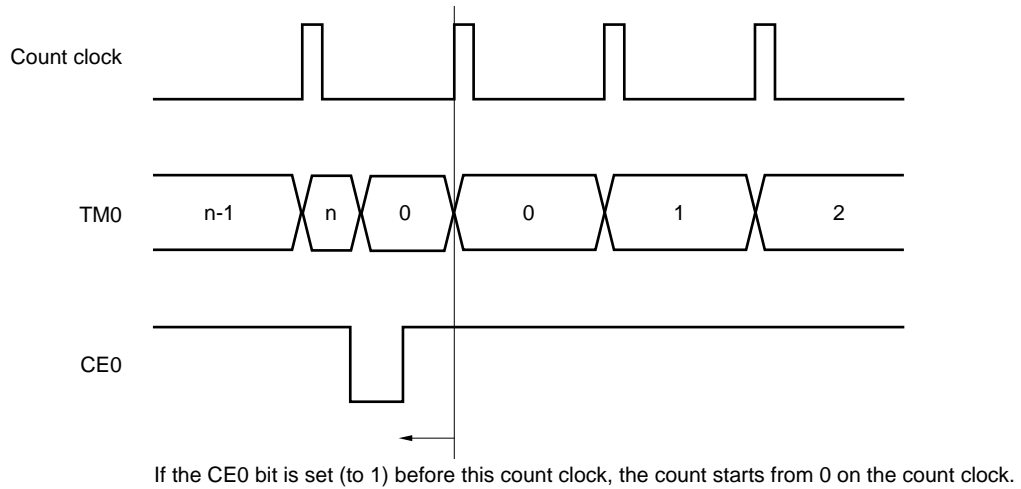 Count clock
TM0 n-1 n 0 0 1 2
CE0
If the CE0 bit is set (to 1) before this count clock, the count starts from 0 on the count clock.